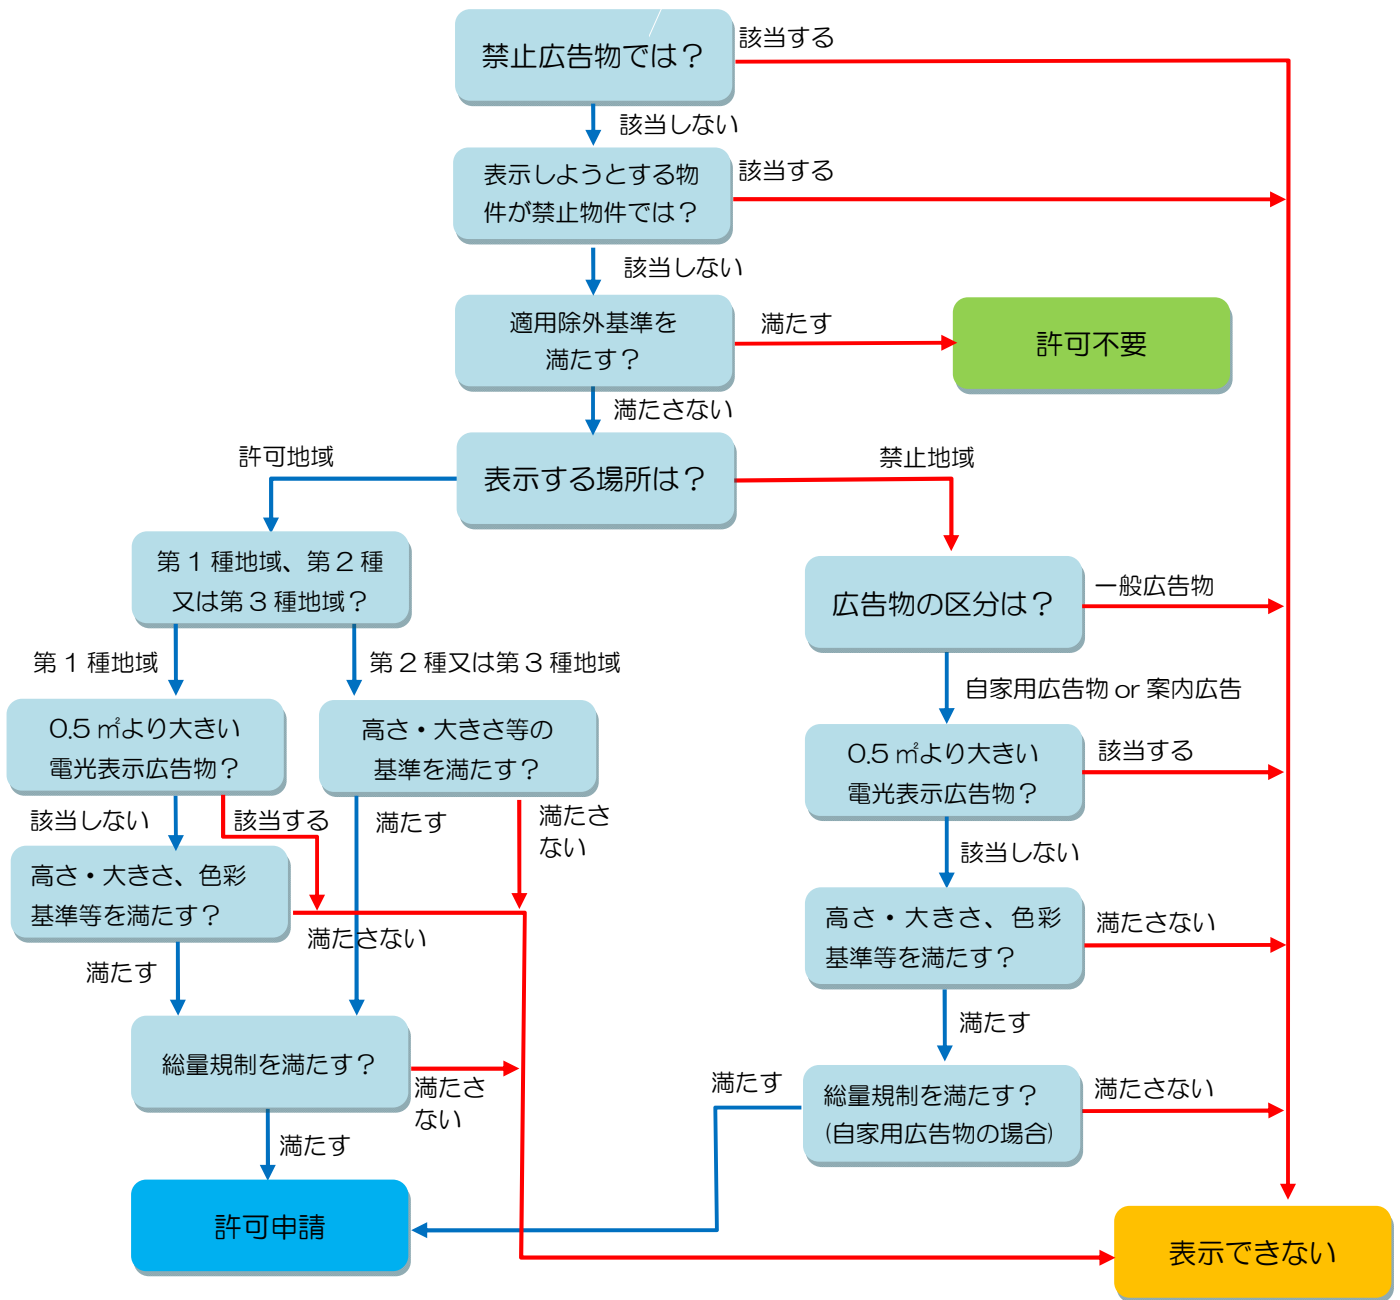 禁止広告物では？
該当する
該当しない
表示しようとする物
件が禁止物件では？
該当する
該当しない
適用除外基準を
満たす？
満たす
許可不要
満たさない
表示する場所は？
許可地域
禁止地域
第１種地域、第２種
又は第３種地域？
第１種地域
第２種又は第３種地域
0.5㎡より大きい
電光表示広告物？
該当しない
該当する
高さ・大きさ等の
基準を満たす？
満たす
満たさ
ない
高さ・大きさ、色彩
基準等を満たす？
満たさない
満たす
総量規制を満たす？
満たさ
ない
満たす
許可申請
広告物の区分は？
一般広告物
自家用広告物 or 案内広告
0.5㎡より大きい
電光表示広告物？
該当する
該当しない
高さ・大きさ、色彩
基準等を満たす？
満たさない
満たす
総量規制を満たす？
(自家用広告物の場合)
満たす
満たさない
表示できない